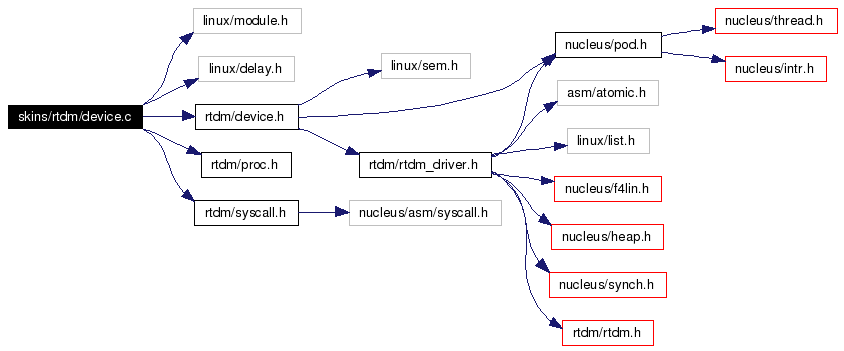 linux/module.h
nucleus/thread.h
nucleus/pod.h
linux/delay.h
linux/sem.h
nucleus/intr.h
asm/atomic.h
skins/rtdm/device.c
rtdm/device.h
linux/list.h
rtdm/proc.h
rtdm/rtdm_driver.h
nucleus/f4lin.h
rtdm/syscall.h
nucleus/asm/syscall.h
nucleus/heap.h
nucleus/synch.h
rtdm/rtdm.h